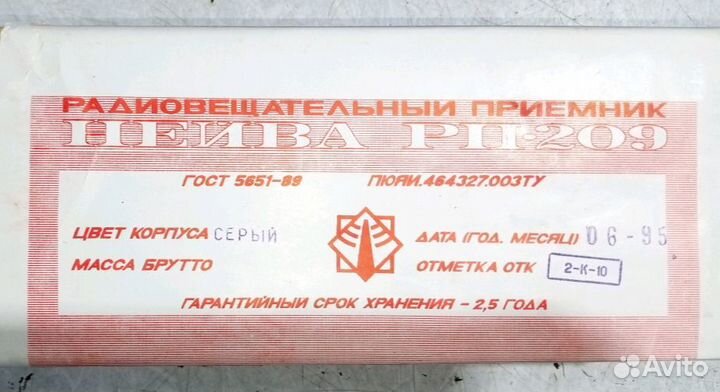 РАДИОВЕЩАТЕЛЬНЫЙ ПРИЕМНИК
НЕЙВА РП-209
ГОСТ 5651-89 ПЮЯИ.464327.003ТУ
ЦВЕТ КОРПУСА СЕРЫЙ ДАТА (ГОД. МЕСЯЦ) 06-95
МАССА БРУТТО ОТМЕТКА ОТК 2-К-10
ГАРАНТИЙНЫЙ СРОК ХРАНЕНИЯ - 2,5 ГОДА
Avito